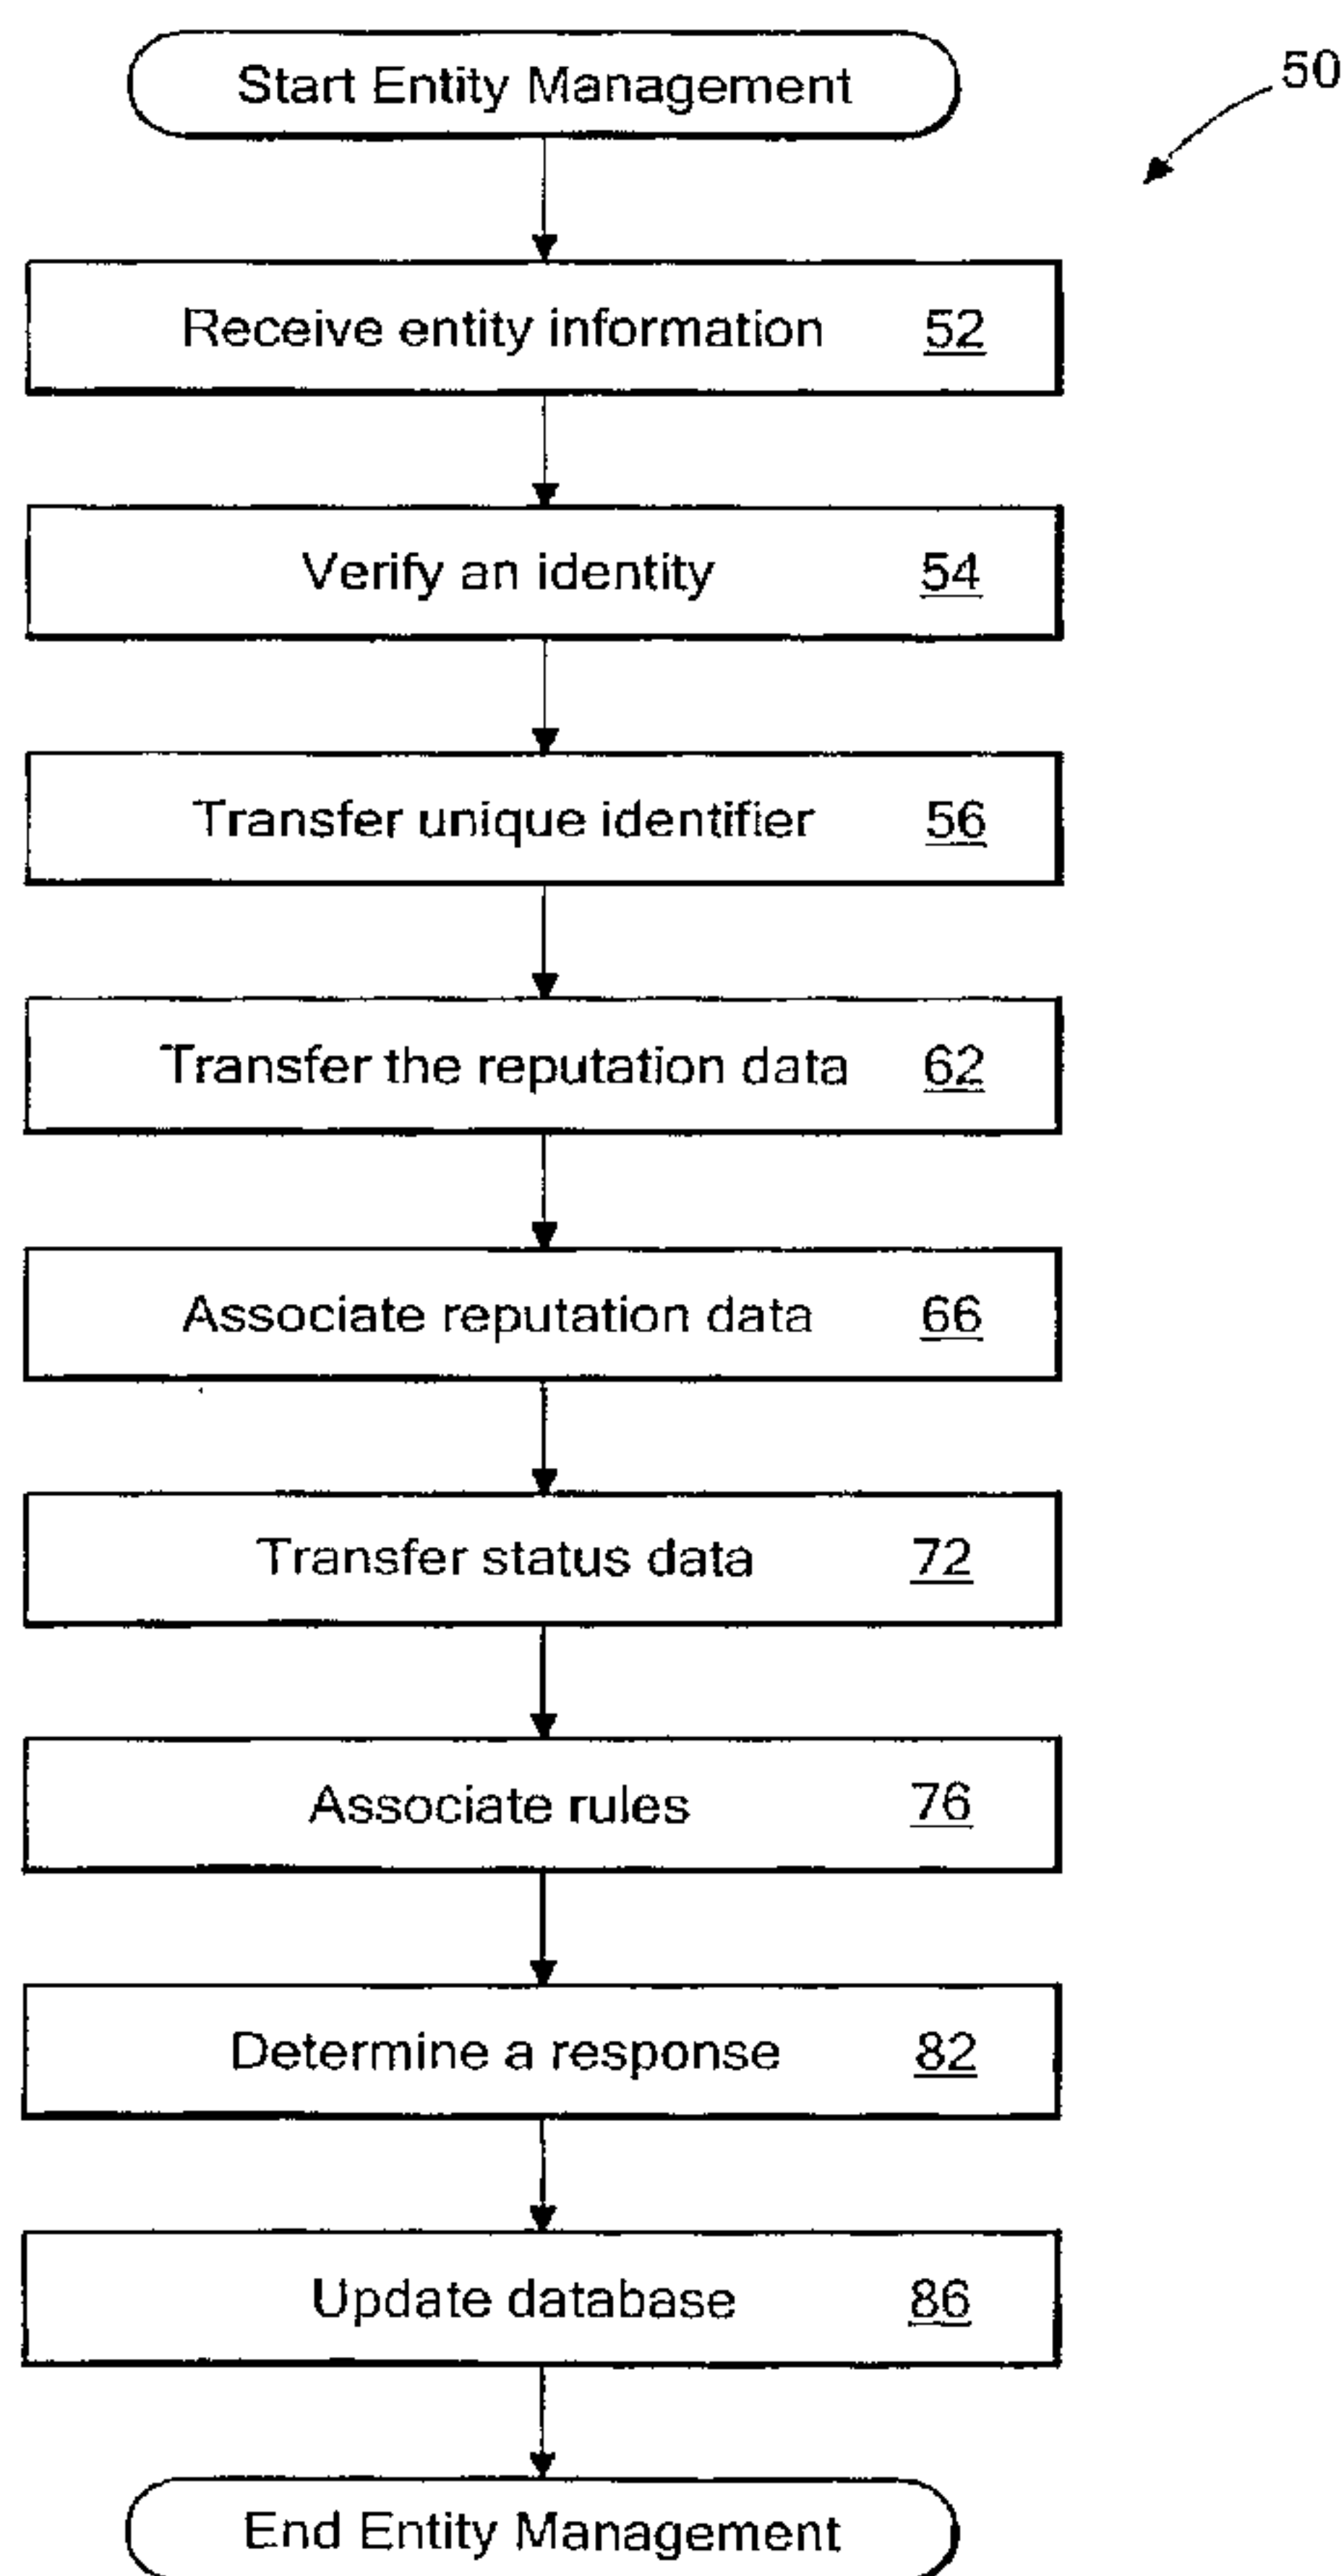 Start Entity Management
50
Receive entity information 52
Verify an identity 54
Transfer unique identifier 56
Transfer the reputation data 62
Associate reputation data 66
Transfer status data 72
Associate rules 76
Determine a response 82
Update database 86
End Entity Management